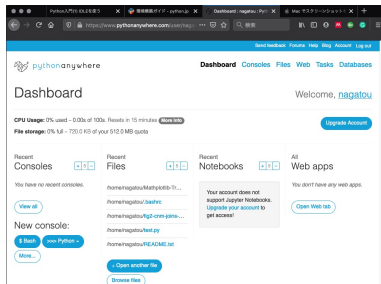 Python入門1: IDLEを使う
環境構築ガイド - python.jp
Dashboard : nagatou : Pyth
Mac でスクリーンショット
https://www.pythonanywhere.com/user/nago
検索
Send feedback Forums Help Blog Account Log out
pythonanywhere
Dashboard Consoles Files Web Tasks Databases
Dashboard
Welcome, nagatou
CPU Usage: 0% used – 0.00s of 100s. Resets in 15 minutes More Info
File storage: 0% full – 720.0 KB of your 512.0 MB quota
Upgrade Account
Recent
Consoles
You have no recent consoles.
View all
New console:
$ Bash >>> Python
More...
Recent
Files
/home/nagatou/Mathplotlib-Tr...
/home/nagatou/.bashrc
/home/nagatou/fig2-cnn-joins-...
/home/nagatou/test.py
/home/nagatou/README.txt
+ Open another file
Browse files
Recent
Notebooks
Your account does not
support Jupyter Notebooks.
Upgrade your account to
get access!
All
Web apps
You don't have any web apps.
Open Web tab